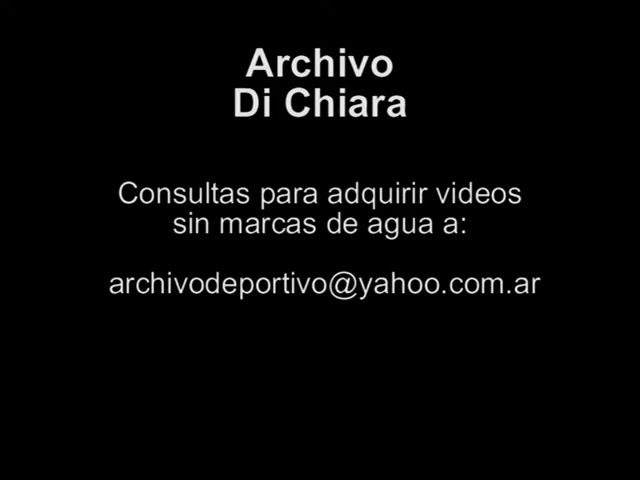 Archivo
Di Chiara
Consultas para adquirir videos
sin marcas de agua a:
archivodeportivo@yahoo.com.ar